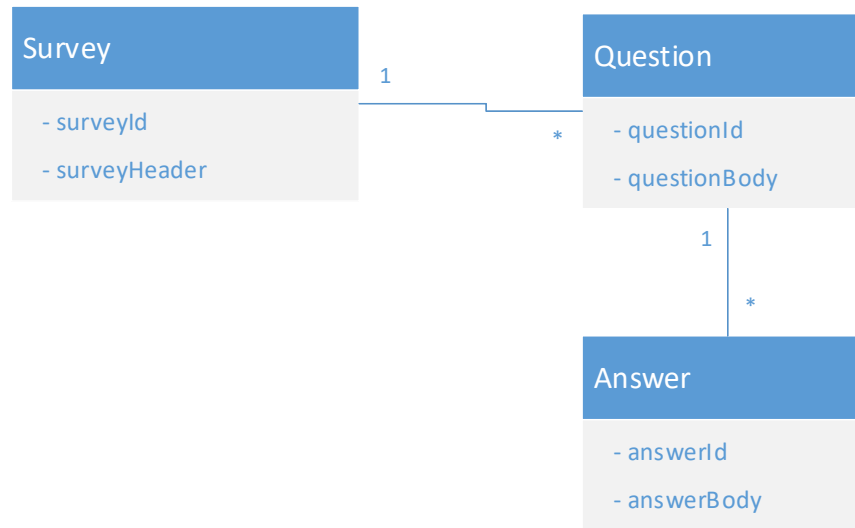 Survey
- surveyId
- surveyHeader
1
*
Question
- questionId
- questionBody
1
*
Answer
- answerId
- answerBody